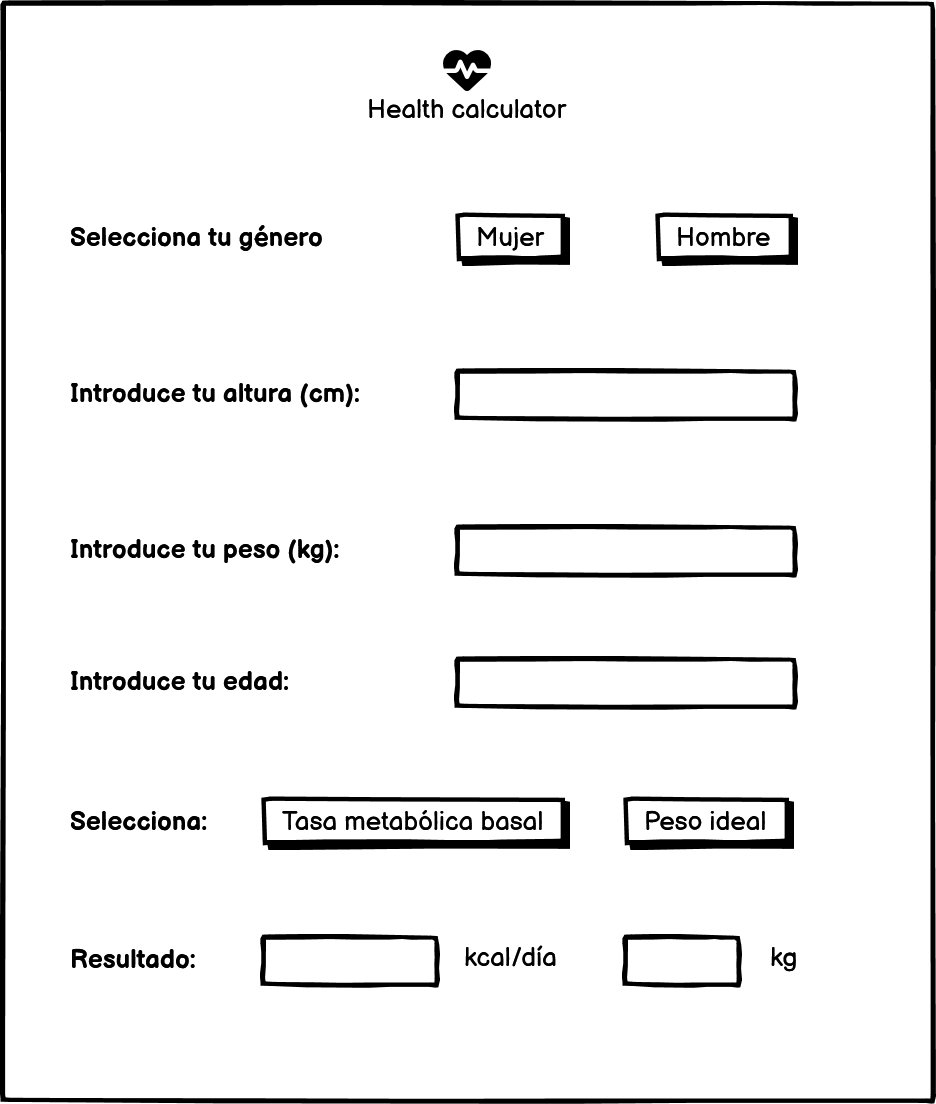 Health calculator
Selecciona tu género Mujer Hombre
Introduce tu altura (cm):
Introduce tu peso (kg):
Introduce tu edad:
Selecciona: Tasa metabólica basal Peso ideal
Resultado: kcal/día kg